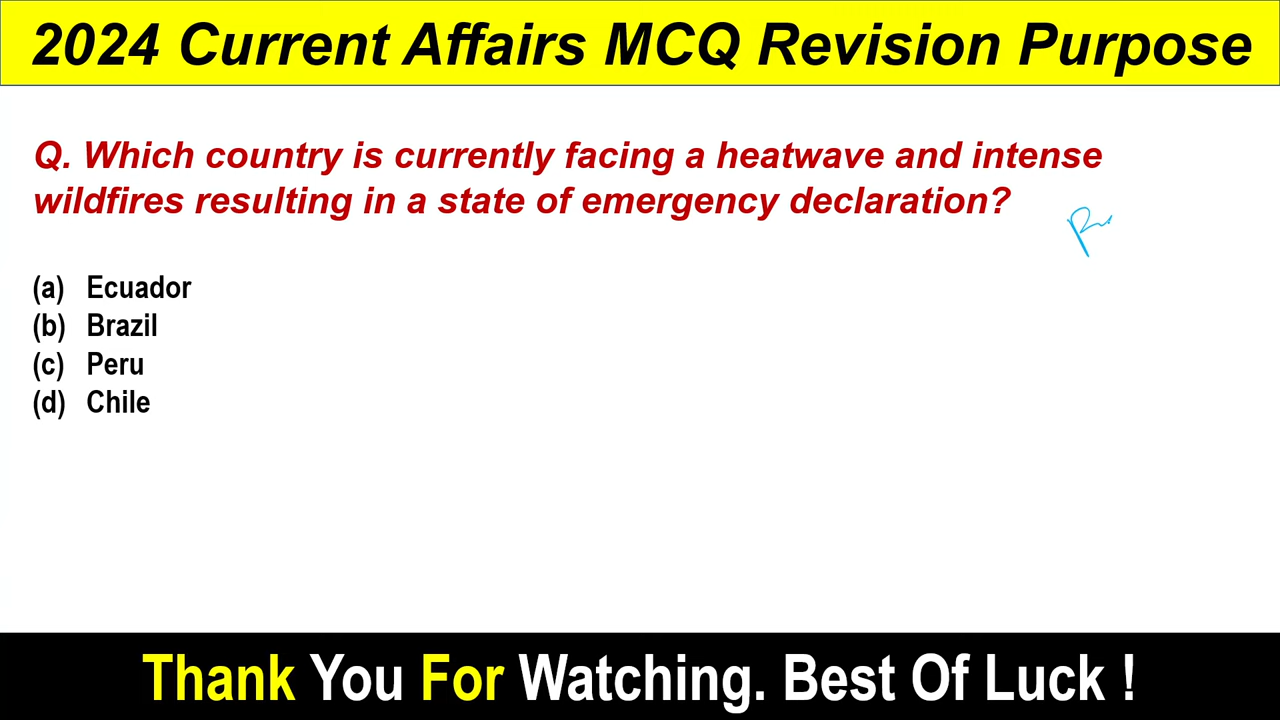 2024 Current Affairs MCQ Revision Purpose
Q. Which country is currently facing a heatwave and intense
wildfires resulting in a state of emergency declaration?
(a) Ecuador
(b) Brazil
(c) Peru
(d) Chile
Thank You For Watching. Best Of Luck !